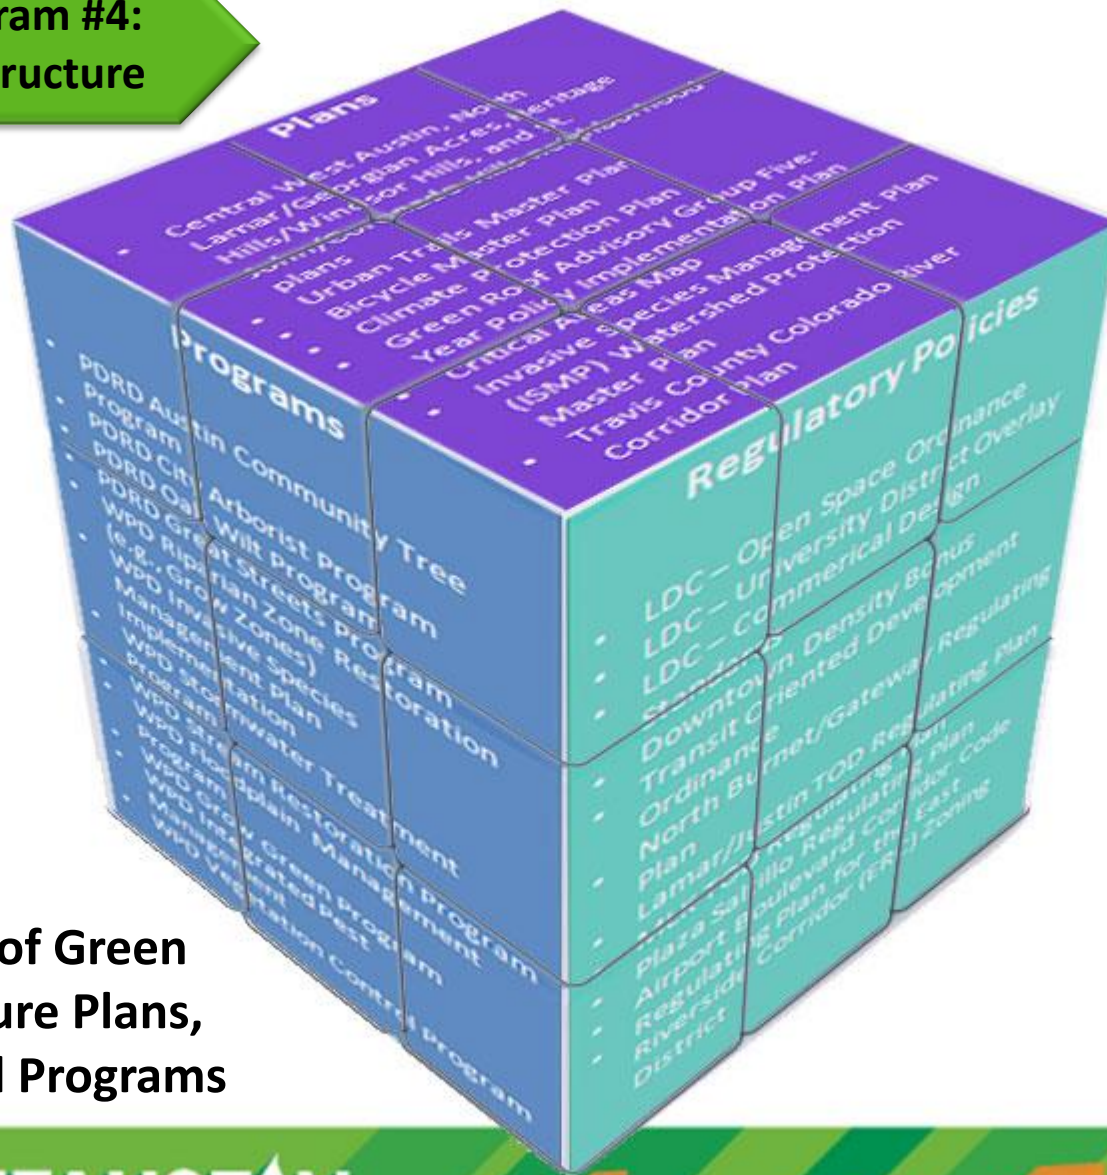 ram #4:
ructure
Plans
• Central West Austin, North
Lamar/Georgian Acres, Heritage
Hills/Windsor Hills, and St.
plans
• Urban Trails Master Plan
• Bicycle Master Plan
• Climate Protection Plan
• Green Roof Advisory Group Five-
Year Policy Implementation Plan
• Critical Areas Map
• Invasive Species Management Plan
(ISMP) Watershed Protection
Master Plan
• Travis County Colorado River
Corridor Plan
Programs
• PDRD Austin Community Tree
Program
• PDRD City Arborist Program
• PDRD Oak Wilt Program
• PDRD Great Streets Program
• WPD Riparian Zone Restoration
(e.g., Grow Zones)
• WPD Invasive Species
Management Plan
Implementation
• WPD Stormwater Treatment
Program
• WPD Stream Restoration Program
• WPD Floodplain Management
Program
• WPD Grow Green Program
• WPD Integrated Pest
Management
• WPD Vegetation Control Program
Regulatory Policies
• LDC – Open Space Ordinance
• LDC – University District Overlay
• LDC – Commerical Design
Standards
• Downtown Density Bonus
• Transit Oriented Development
Ordinance
• North Burnet/Gateway Regulating
Plan
• Lamar/Justin TOD Regulating Plan
• Regulating Plan
• Plaza Saltillo Regulating Plan
• Airport Boulevard Corridor Code
• Regulating Plan for the East
Riverside Corridor (ERC) Zoning
District
of Green
ure Plans,
d Programs